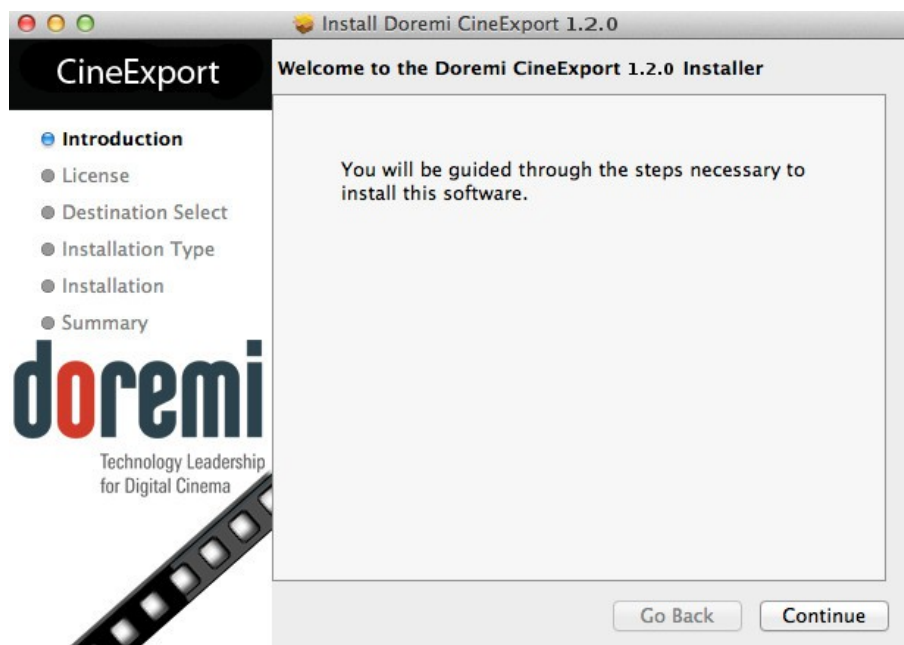 Install Doremi CineExport 1.2.0
CineExport
Welcome to the Doremi CineExport 1.2.0 Installer
Introduction
License
Destination Select
Installation Type
Installation
Summary
doremi
Technology Leadership
for Digital Cinema
You will be guided through the steps necessary to
install this software.
Go Back
Continue